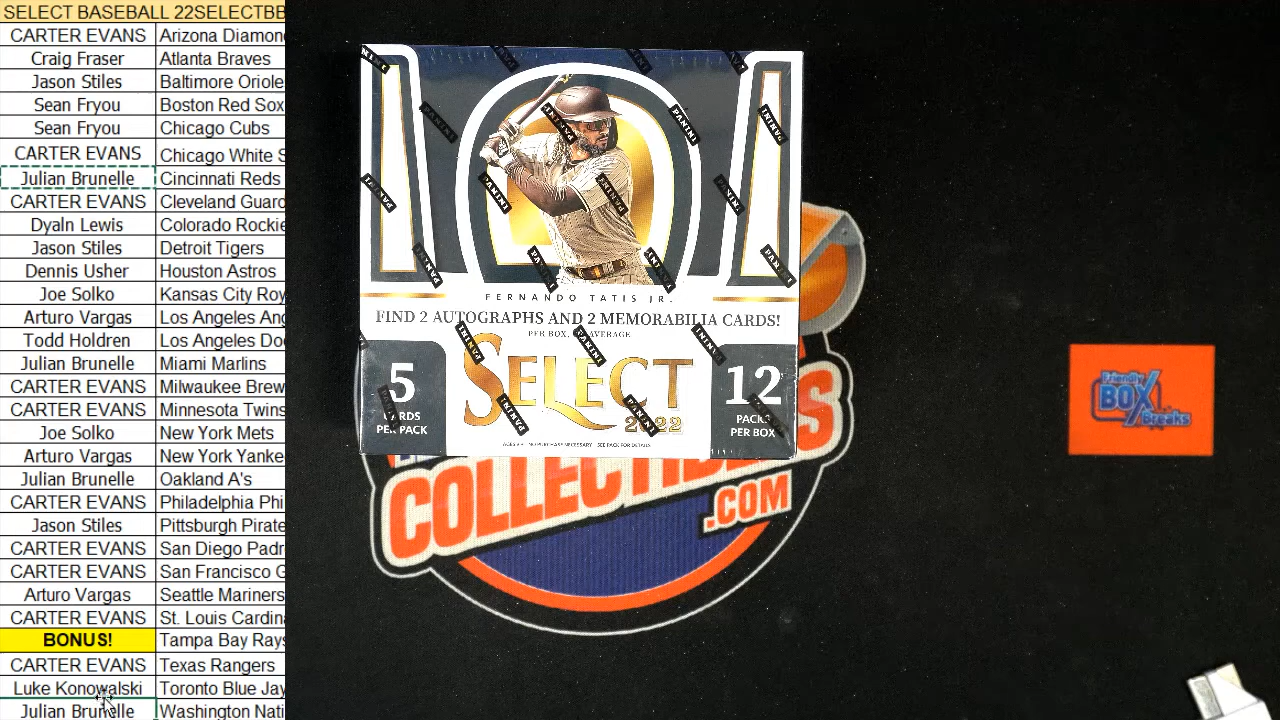 SELECT BASEBALL 22SELECTBB
CARTER EVANS Arizona Diamon
Craig Fraser Atlanta Braves
Jason Stiles Baltimore Oriole
Sean Fryou Boston Red Sox
Sean Fryou Chicago Cubs
CARTER EVANS Chicago White S
Julian Brunelle Cincinnati Reds
CARTER EVANS Cleveland Guard
Dyaln Lewis Colorado Rockie
Jason Stiles Detroit Tigers
Dennis Usher Houston Astros
Joe Solko Kansas City Roy
Arturo Vargas Los Angeles Ang
Todd Holdren Los Angeles Do
Julian Brunelle Miami Marlins
CARTER EVANS Milwaukee Brew
CARTER EVANS Minnesota Twins
Joe Solko New York Mets
Arturo Vargas New York Yanke
Julian Brunelle Oakland A's
CARTER EVANS Philadelphia Phi
Jason Stiles Pittsburgh Pirate
CARTER EVANS San Diego Padr
CARTER EVANS San Francisco G
Arturo Vargas Seattle Mariners
CARTER EVANS St. Louis Cardina
BONUS! Tampa Bay Rays
CARTER EVANS Texas Rangers
Luke Konowalski Toronto Blue Jay
Julian Brunelle Washington Nati
FERNANDO TATIS JR.
FIND 2 AUTOGRAPHS AND 2 MEMORABILIA CARDS!
PER BOX, AVERAGE
SELECT
2022
5
CARDS
PER PACK
12
PACKS
PER BOX
PANINI
COLLECTIBLES
.COM
Friendly
BOX
Breaks